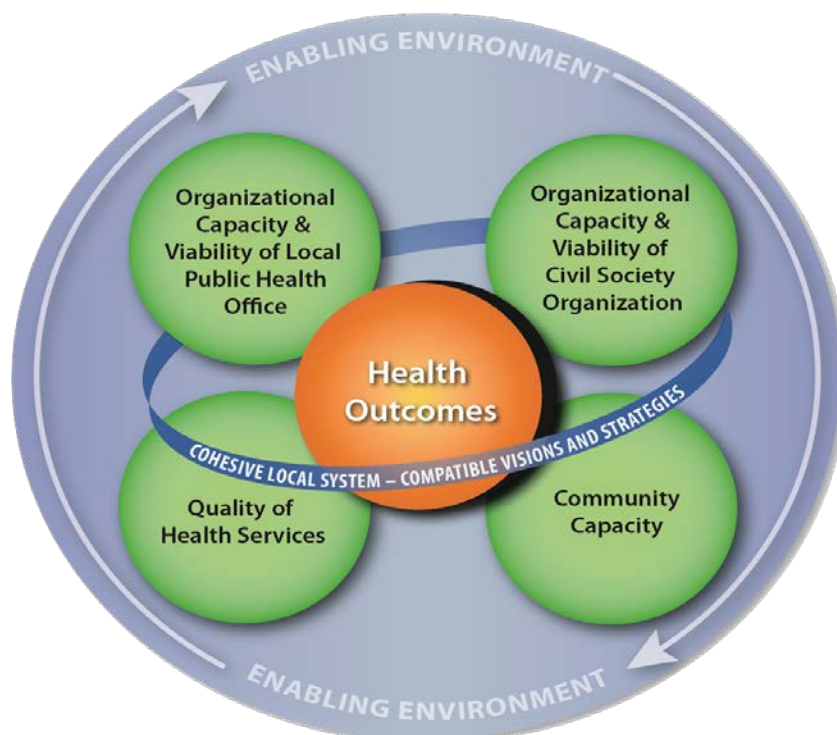 ENABLING ENVIRONMENT
Organizational
Capacity &
Viability of Local
Public Health
Office
Organizational
Capacity &
Viability of
Civil Society
Organization
Health
Outcomes
COHESIVE LOCAL SYSTEM – COMPATIBLE VISIONS AND STRATEGIES
Quality of
Health Services
Community
Capacity
ENABLING ENVIRONMENT